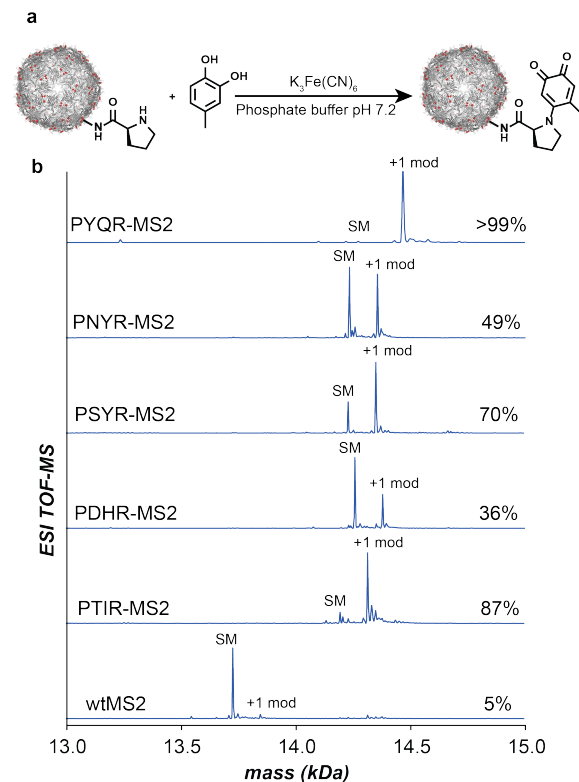 a
O
NH
H
N
+
OH
OH
K3Fe(CN)6
Phosphate buffer pH 7.2
O
O
O
NH
N
b
PYQR-MS2
SM
+1 mod
>99%
PNYR-MS2
SM
+1 mod
49%
PSYR-MS2
SM
+1 mod
70%
PDHR-MS2
SM
+1 mod
36%
PTIR-MS2
SM
+1 mod
87%
wtMS2
SM
+1 mod
5%
ESI TOF-MS
13.0 13.5 14.0 14.5 15.0
mass (kDa)